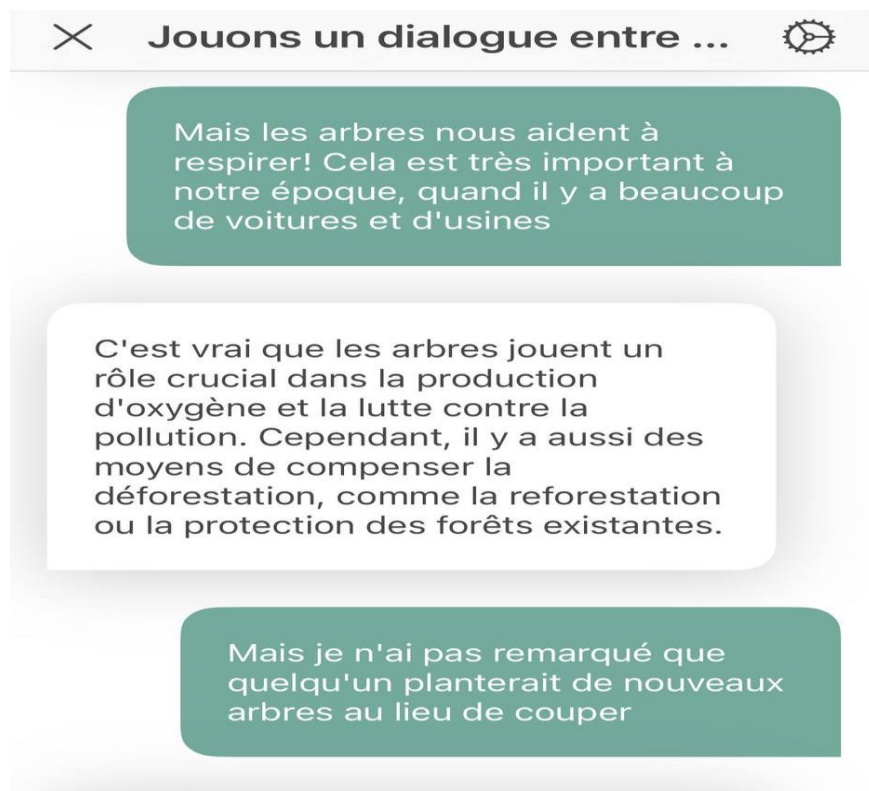 Jouons un dialogue entre ...
Mais les arbres nous aident à
respirer! Cela est très important à
notre époque, quand il y a beaucoup
de voitures et d'usines
C'est vrai que les arbres jouent un
rôle crucial dans la production
d'oxygène et la lutte contre la
pollution. Cependant, il y a aussi des
moyens de compenser la
déforestation, comme la reforestation
ou la protection des forêts existantes.
Mais je n'ai pas remarqué que
quelqu'un planterait de nouveaux
arbres au lieu de couper